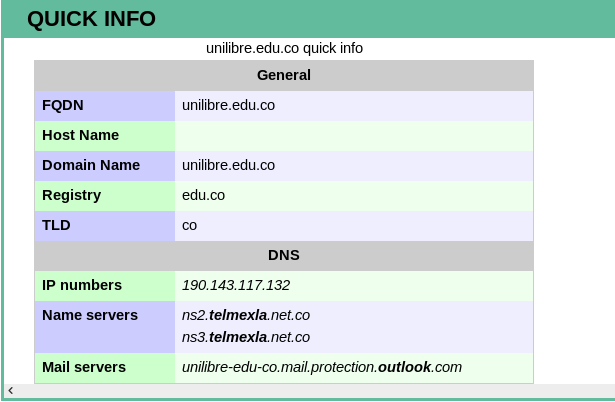 QUICK INFO
unilibre.edu.co quick info
General
FQDN unilibre.edu.co
Host Name
Domain Name unilibre.edu.co
Registry edu.co
TLD co
DNS
IP numbers 190.143.117.132
Name servers ns2.telmexla.net.co
ns3.telmexla.net.co
Mail servers unilibre-edu-co.mail.protection.outlook.com